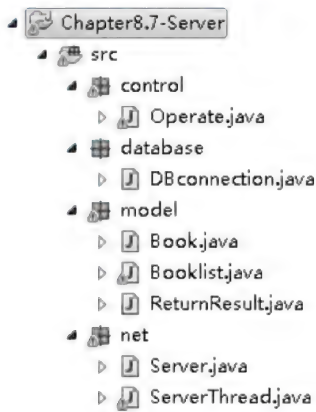 Chapter8.7-Server
src
control
Operate.java
database
DBconnection.java
model
Book.java
Booklist.java
ReturnResult.java
net
Server.java
ServerThread.java